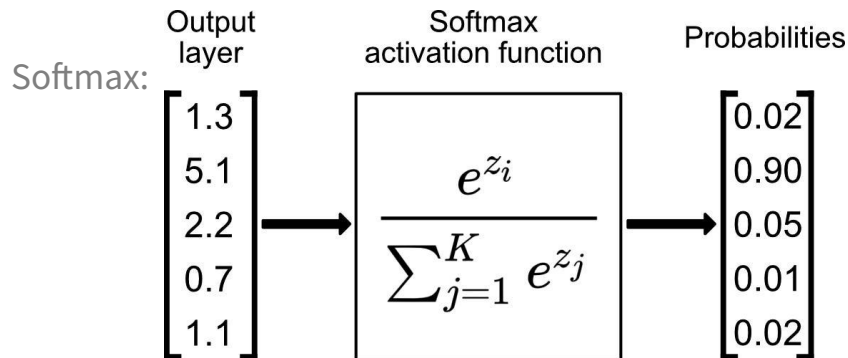 Output
layer
Softmax
activation function
Probabilities
Softmax:
1.3
5.1
2.2
0.7
1.1
e^{z_i}
∑_{j=1}^{K} e^{z_j}
0.02
0.90
0.05
0.01
0.02